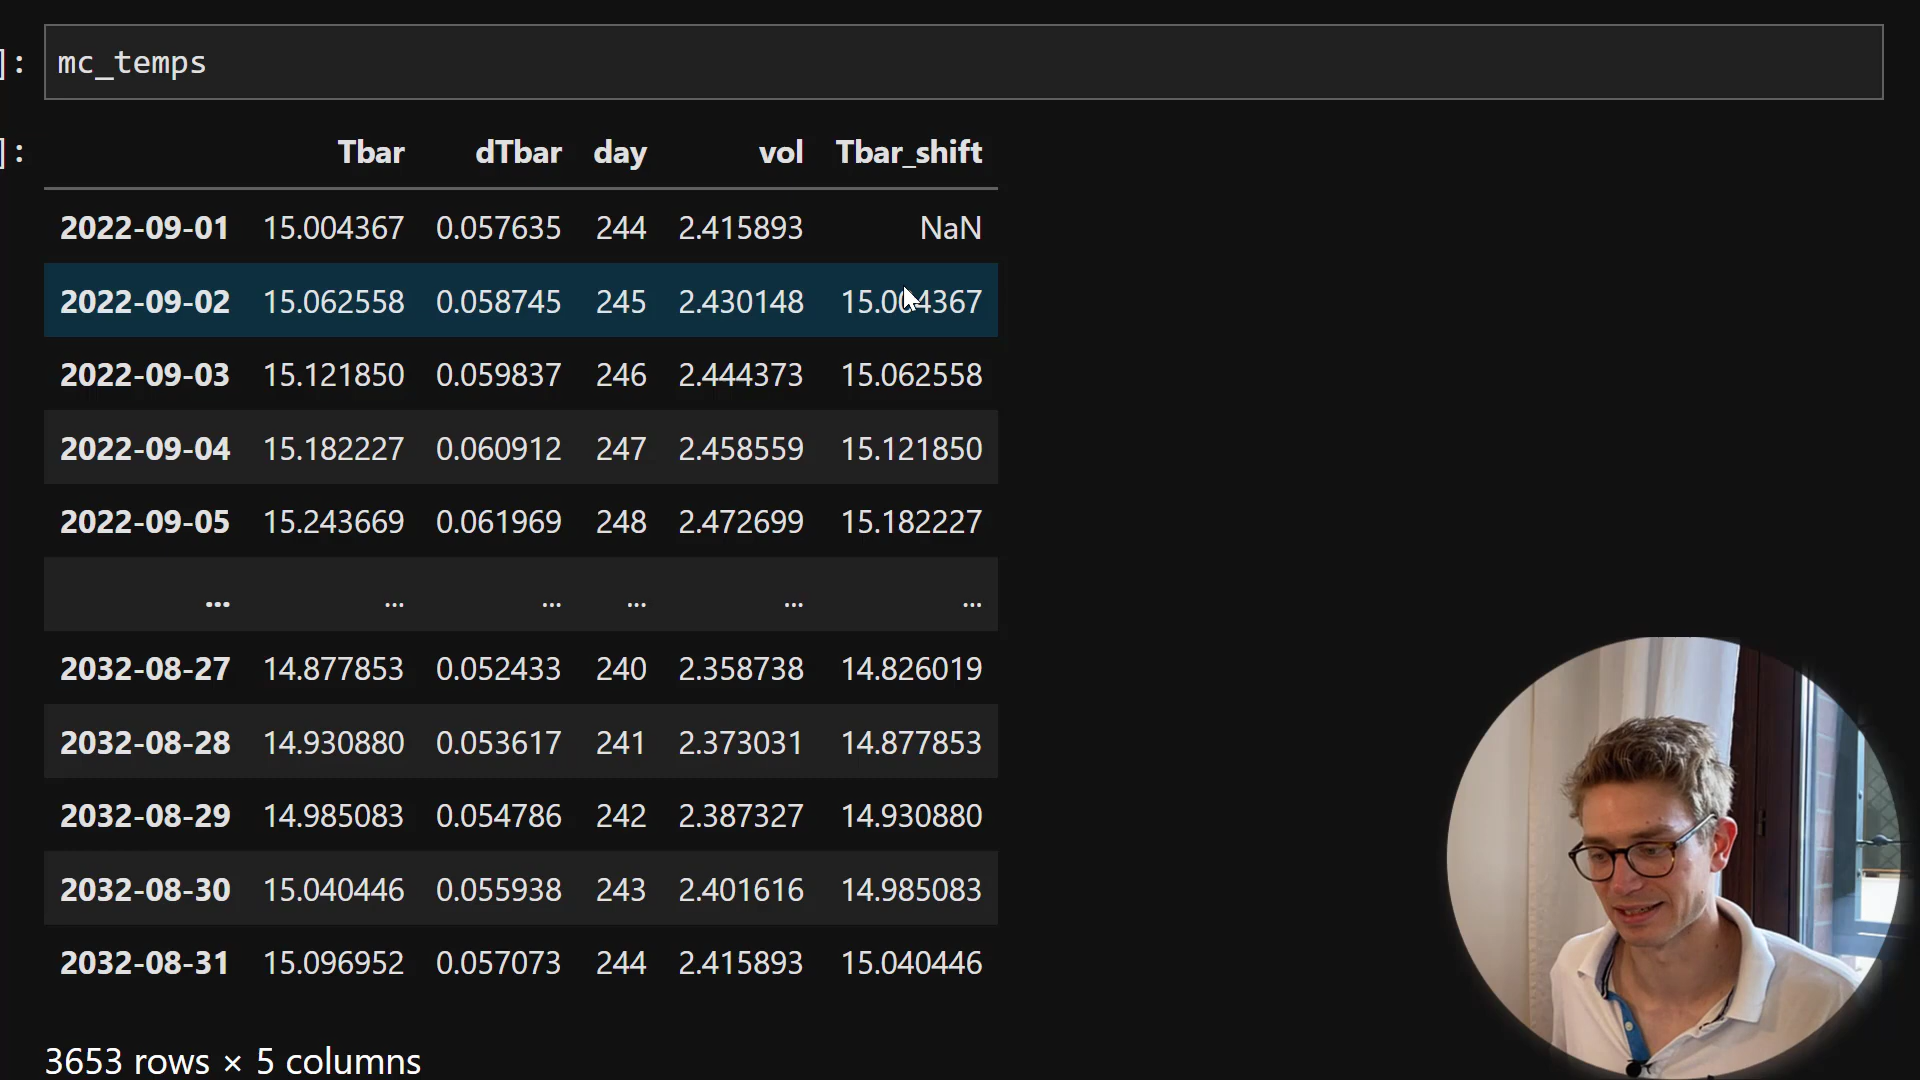 ]:
mc_temps
]:
Tbar dTbar day vol Tbar_shift
2022-09-01 15.004367 0.057635 244 2.415893 NaN
2022-09-02 15.062558 0.058745 245 2.430148 15.004367
2022-09-03 15.121850 0.059837 246 2.444373 15.062558
2022-09-04 15.182227 0.060912 247 2.458559 15.121850
2022-09-05 15.243669 0.061969 248 2.472699 15.182227
... ... ... ... ... ...
2032-08-27 14.877853 0.052433 240 2.358738 14.826019
2032-08-28 14.930880 0.053617 241 2.373031 14.877853
2032-08-29 14.985083 0.054786 242 2.387327 14.930880
2032-08-30 15.040446 0.055938 243 2.401616 14.985083
2032-08-31 15.096952 0.057073 244 2.415893 15.040446
3653 rows × 5 columns